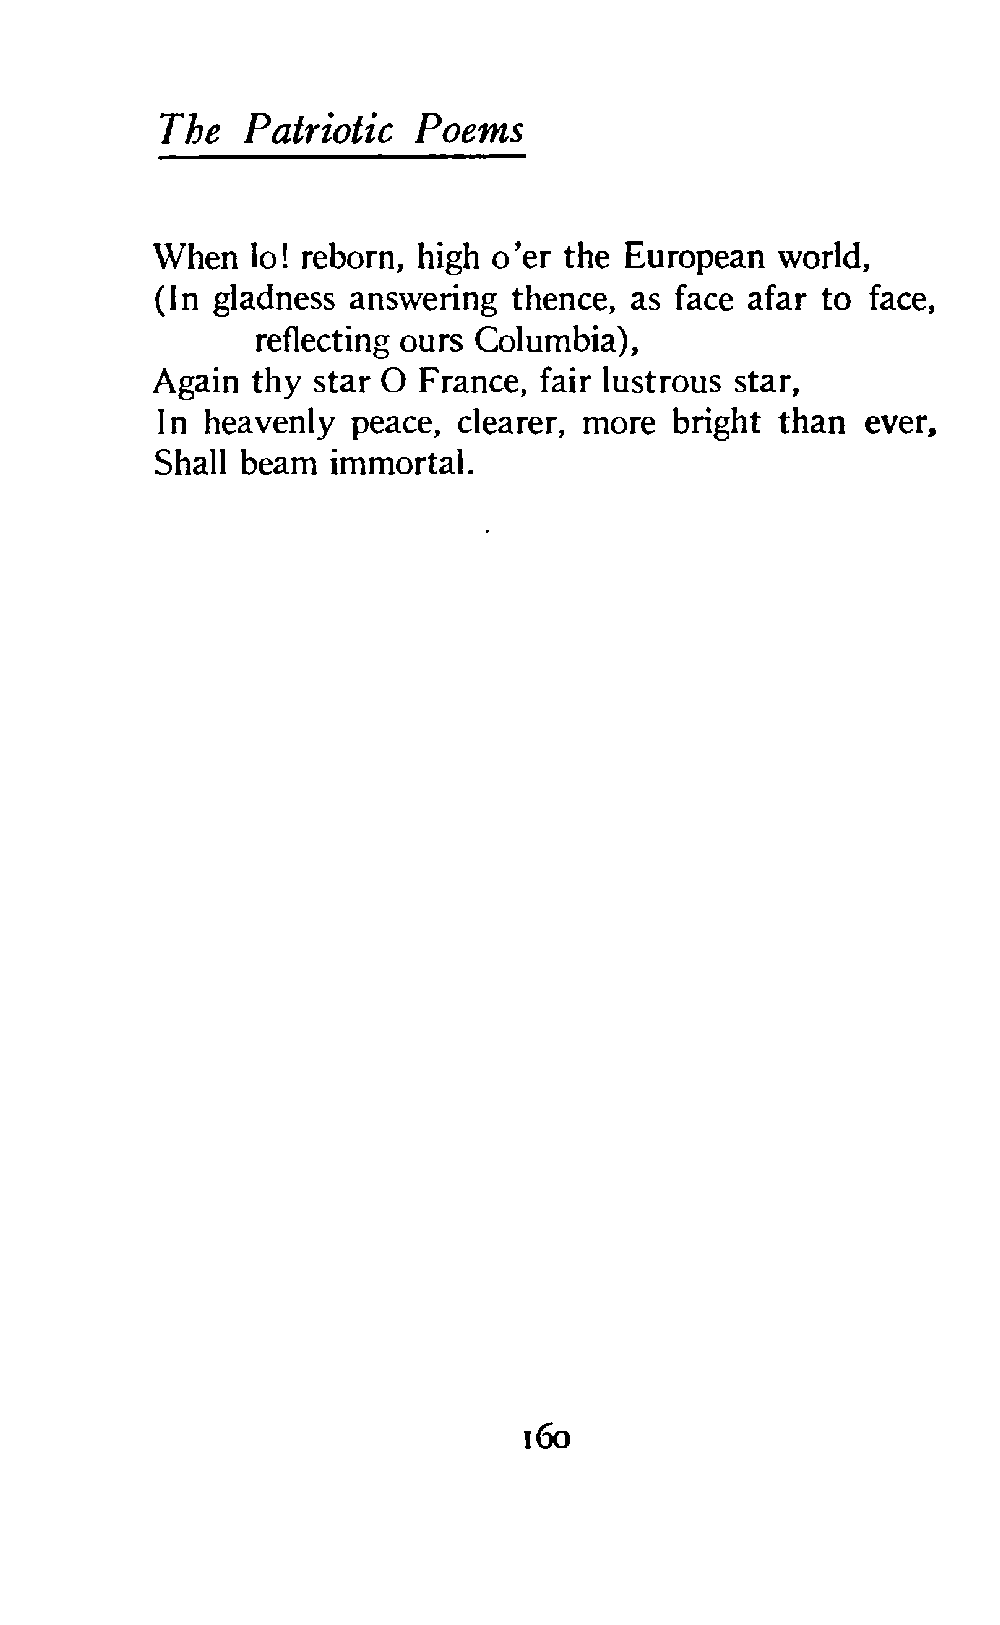 The Patriotic Poems
When lo! reborn, high o'er the European world,
(In gladness answering thence, as face afar to face,
reflecting ours Columbia),
Again thy star O France, fair lustrous star,
In heavenly peace, clearer, more bright than ever,
Shall beam immortal.
160